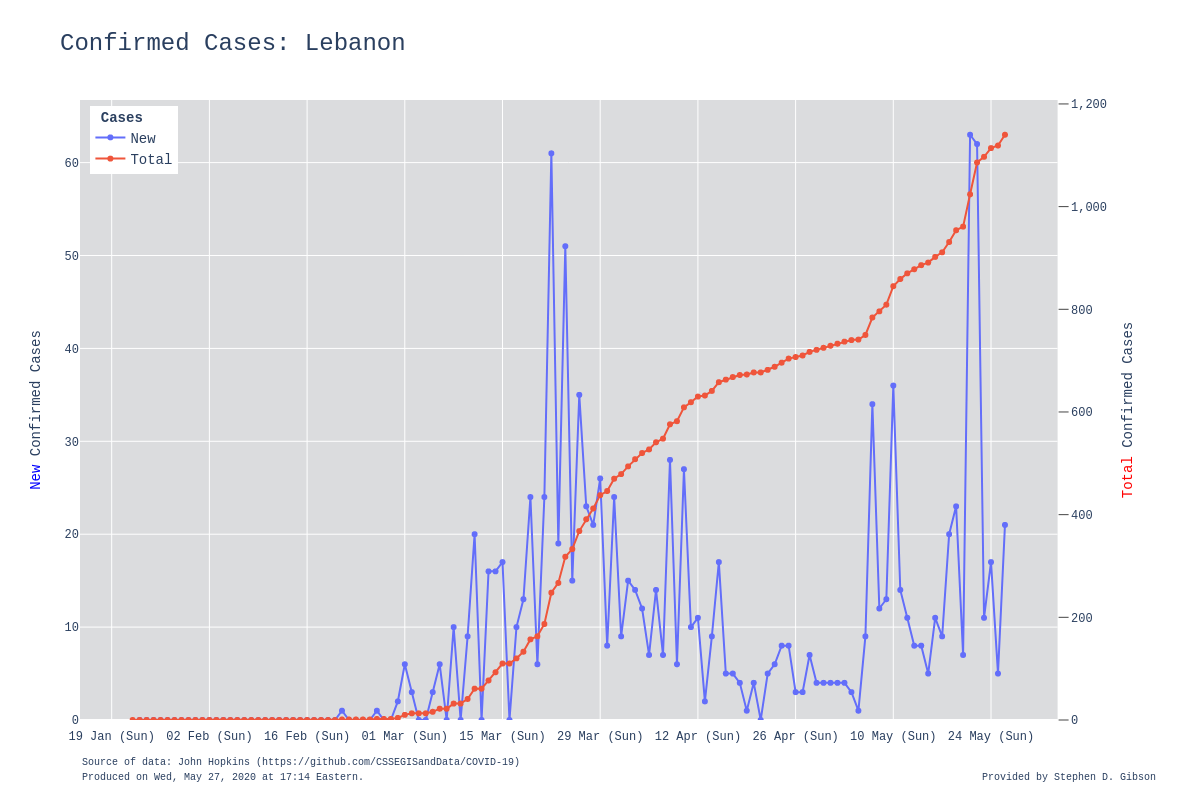 Confirmed Cases: Lebanon
Cases
New
Total
60
50
40
30
20
10
0
New Confirmed Cases
1,200
1,000
800
600
400
200
0
Total Confirmed Cases
19 Jan (Sun) 02 Feb (Sun) 16 Feb (Sun) 01 Mar (Sun) 15 Mar (Sun) 29 Mar (Sun) 12 Apr (Sun) 26 Apr (Sun) 10 May (Sun) 24 May (Sun)
Source of data: John Hopkins (https://github.com/CSSEGISandData/COVID-19)
Produced on Wed, May 27, 2020 at 17:14 Eastern.
Provided by Stephen D. Gibson